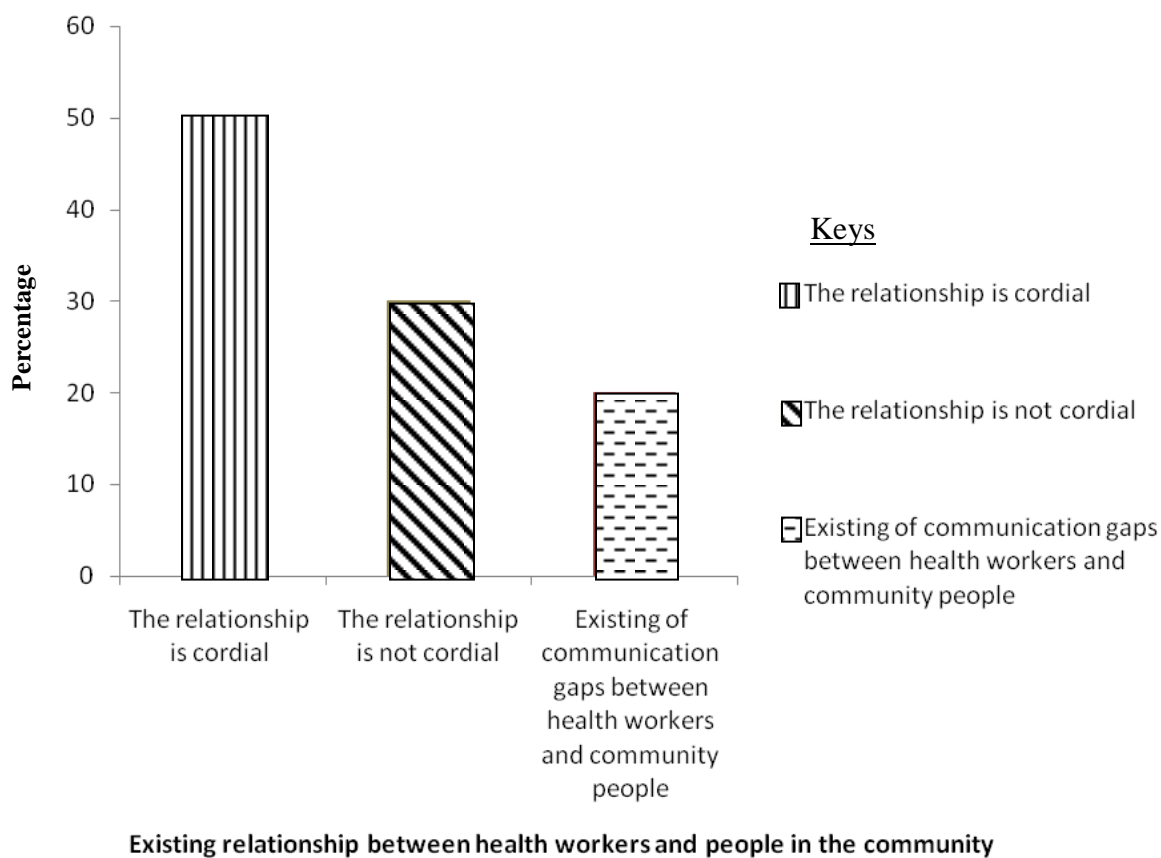 60
50
40
30
20
10
0
Percentage
The relationship
is cordial
The relationship
is not cordial
Existing of
communication
gaps between
health workers
and community
people
Keys
The relationship is cordial
The relationship is not cordial
Existing of communication gaps
between health workers and
community people
Existing relationship between health workers and people in the community